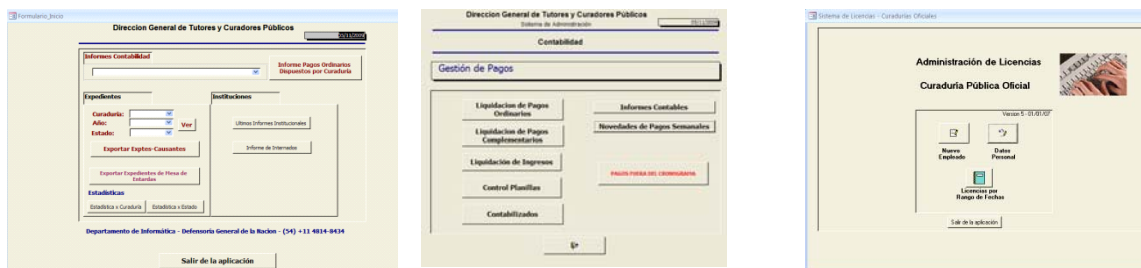 Formulario_Inicio
Direccion General de Tutores y Curadores Públicos
Informes Contabilidad
Informe Pagos Ordinarios
Dispuestos por Curaduría
Expedientes
Instituciones
Curaduría:
Año:
Estado:
Ver
Ultimos Informes Institucionales
Exportar Exptes-Causantes
Informe de Internados
Exportar Expedientes de Mesa de
Entardas
Estadísticas
Estadística x Curaduría
Estadística x Estado
Departamento de Informática - Defensoría General de la Nacion - (54) +11 4814-8434
Salir de la aplicación
Direccion General de Tutores y Curadores Públicos
Sistema de Administración
Contabilidad
Gestión de Pagos
Liquidacion de Pagos
Ordinarios
Informes Contables
Liquidacion de Pagos
Complementarios
Novedades de Pagos Semanales
Liquidación de Ingresos
PAGOS FUERA DEL CRONOGRAMA
Control Planillas
Contabilizados
Sistema de Licencias - Curadurías Oficiales
Administración de Licencias
Curaduría Pública Oficial
Version 5 - 01/01/07
Nuevo
Empleado
Datos
Personal
Licencias por
Rango de Fechas
Salir de la aplicación